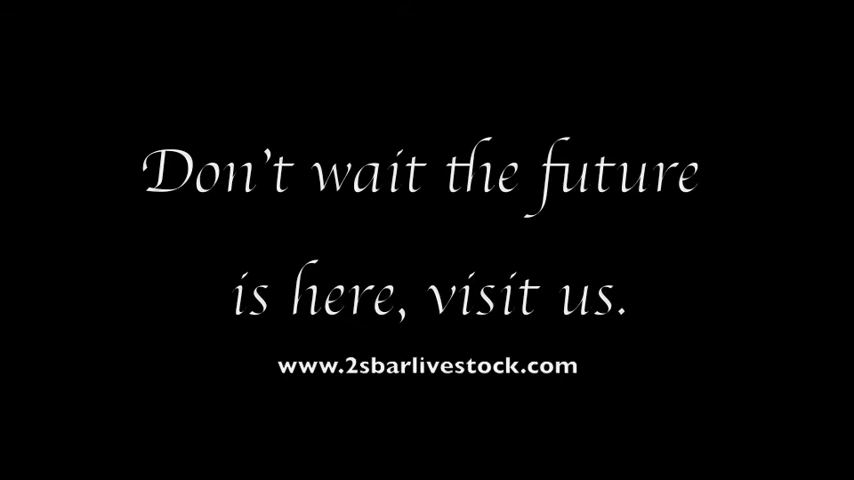 Don't wait the future
is here, visit us.
www.2sbarlivestock.com